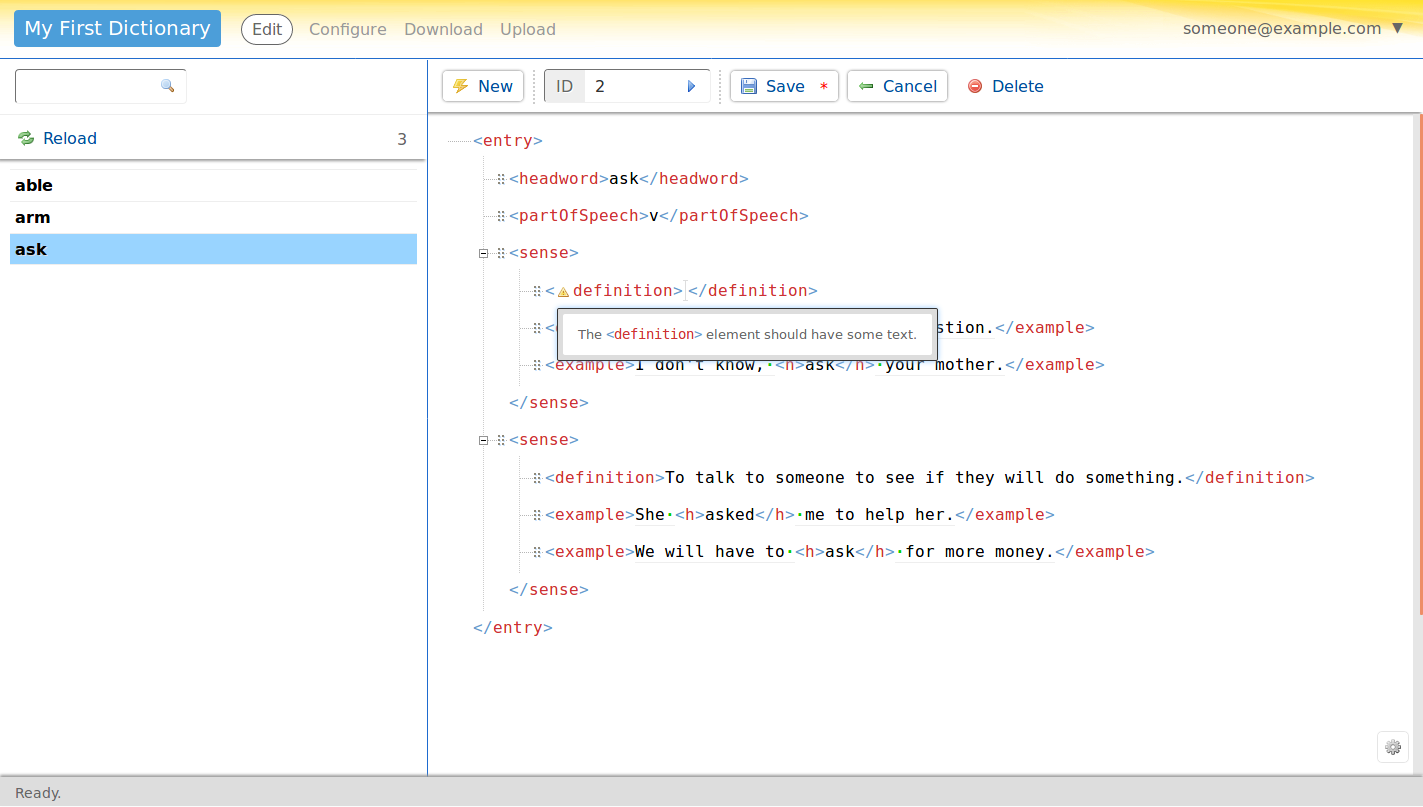 My First Dictionary Edit Configure Download Upload someone@example.com ▼
New ID 2 Save * Cancel Delete
Reload 3
able
arm
ask
<entry>
<headword>ask</headword>
<partOfSpeech>v</partOfSpeech>
<sense>
<definition></definition>
The <definition> element should have some text.
stion.</example>
<example>I don't know,·<h>ask</h>·your mother.</example>
</sense>
<sense>
<definition>To talk to someone to see if they will do something.</definition>
<example>She·<h>asked</h>·me to help her.</example>
<example>We will have to·<h>ask</h>·for more money.</example>
</sense>
</entry>
Ready.